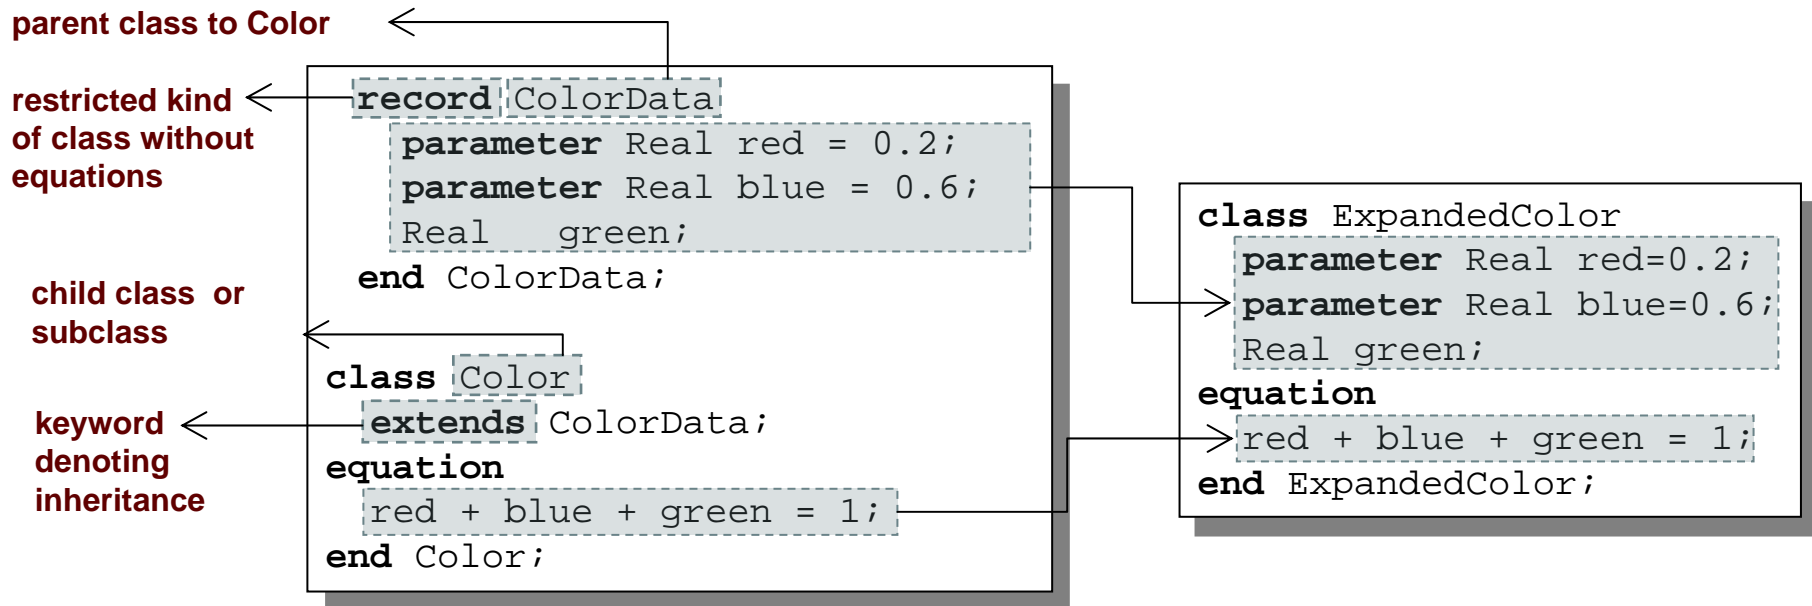 parent class to Color
restricted kind
of class without
equations
child class or
subclass
keyword
denoting
inheritance
record ColorData
parameter Real red = 0.2;
parameter Real blue = 0.6;
Real green;
end ColorData;
class Color
extends ColorData;
equation
red + blue + green = 1;
end Color;
class ExpandedColor
parameter Real red=0.2;
parameter Real blue=0.6;
Real green;
equation
red + blue + green = 1;
end ExpandedColor;